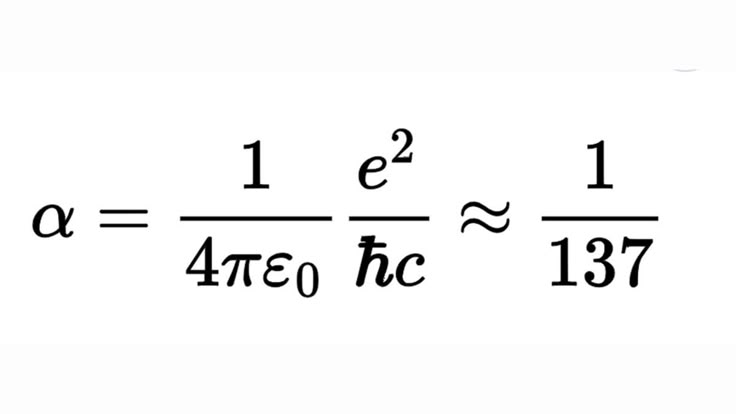 α = 1/4πε₀ e²/ħc ≈ 1/137